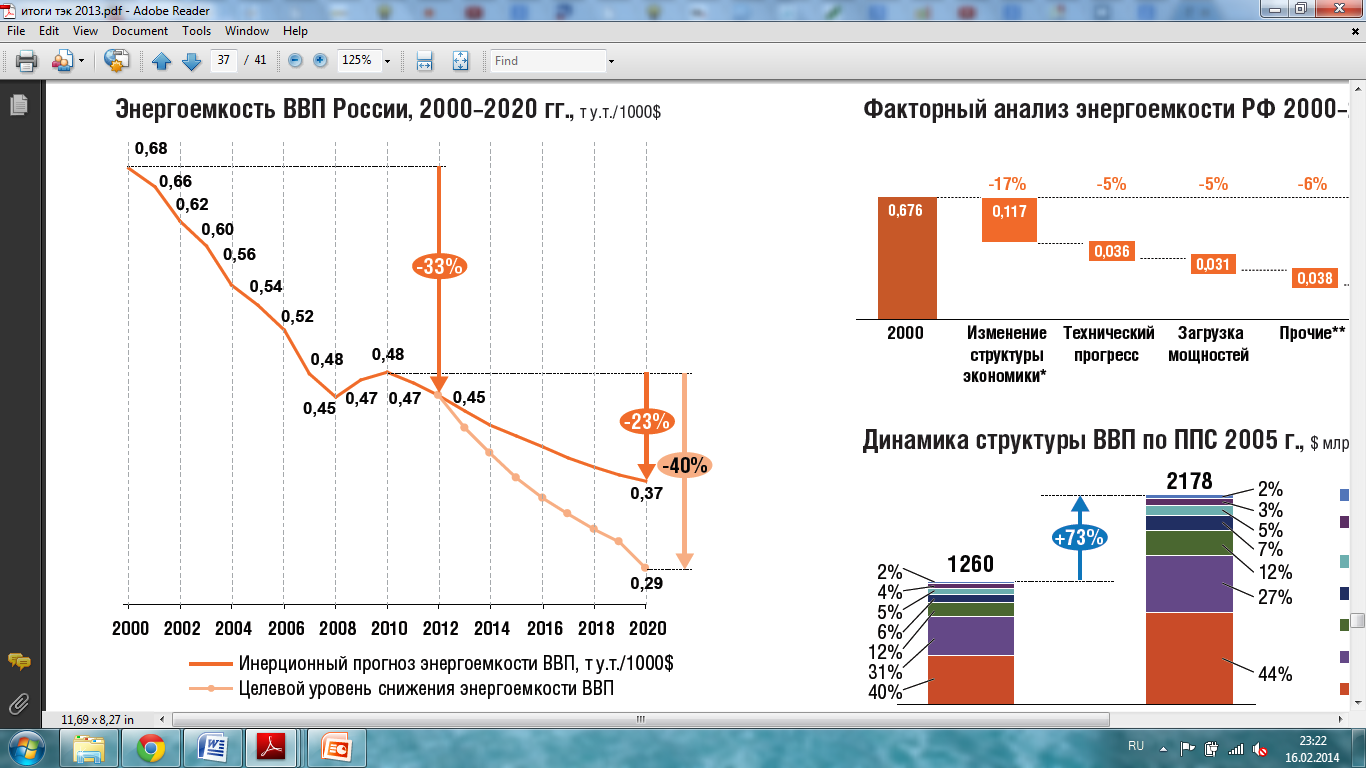 итоги тэк 2013.pdf - Adobe Reader
File Edit View Document Tools Window Help
37 / 41 125% Find
Энергоемкость ВВП России, 2000–2020 гг., т у.т./1000$
0,68
0,66
0,62
0,60
0,56
0,54
0,52
0,48
0,45
0,47
0,48
0,47
0,45
-33%
-23%
-40%
0,37
0,29
2000 2002 2004 2006 2008 2010 2012 2014 2016 2018 2020
Инерционный прогноз энергоемкости ВВП, т у.т./1000$
Целевой уровень снижения энергоемкости ВВП
Факторный анализ энергоемкости РФ 2000–
-17% -5% -5% -6%
0,676
0,117
0,036
0,031
0,038
2000
Изменение
структуры
экономики*
Технический
прогресс
Загрузка
мощностей
Прочие**
Динамика структуры ВВП по ППС 2005 г., $ млр
1260
2%
4%
5%
6%
12%
31%
40%
+73%
2178
2%
3%
5%
7%
12%
27%
44%
11,69 x 8,27 in
RU
23:22
16.02.2014